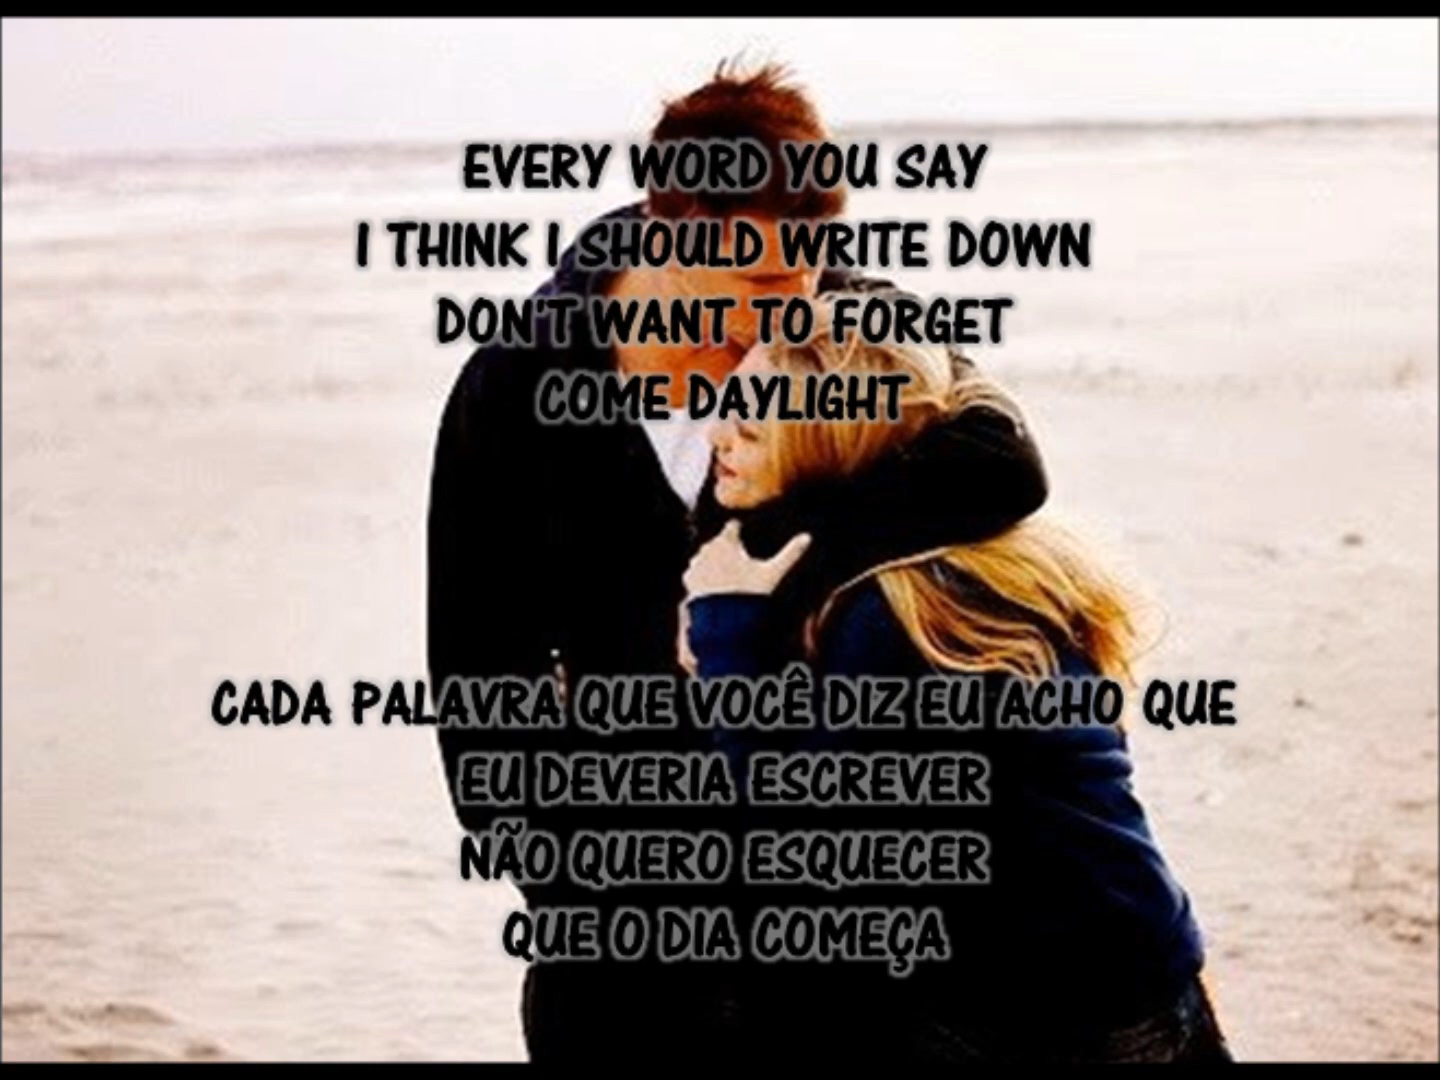 EVERY WORD YOU SAY
I THINK I SHOULD WRITE DOWN
DON'T WANT TO FORGET
COME DAYLIGHT
CADA PALAVRA QUE VOCÊ DIZ EU ACHO QUE
EU DEVERIA ESCREVER
NÃO QUERO ESQUECER
QUE O DIA COMEÇA